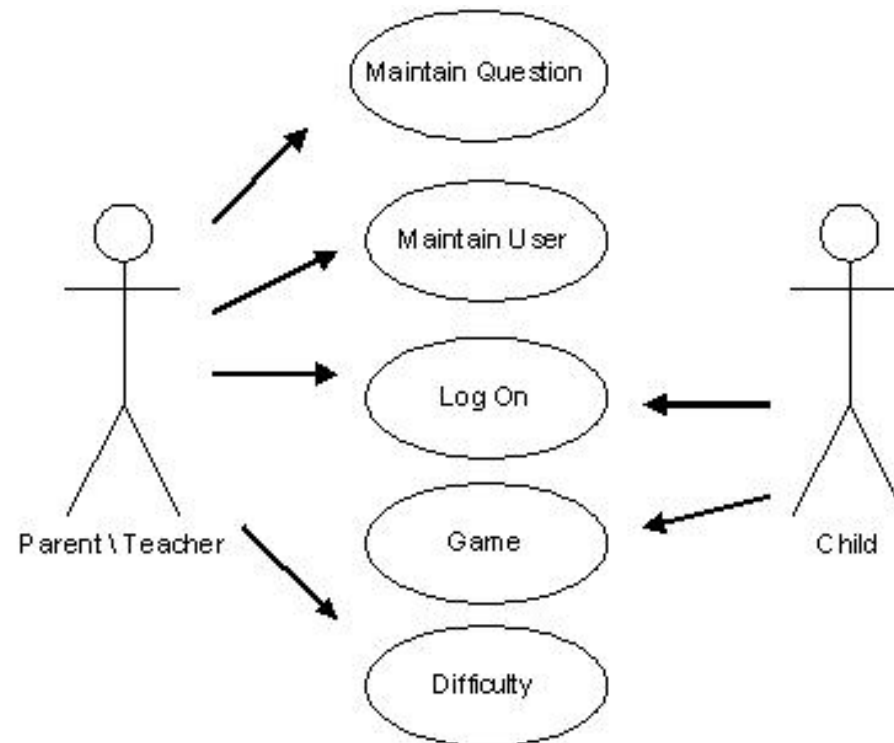 Maintain Question
Maintain User
Log On
Parent \ Teacher
Game
Child
Difficulty